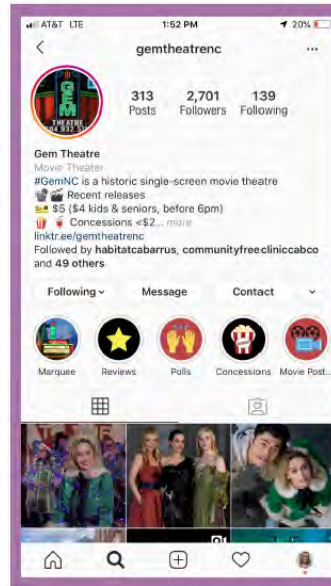 AT&T LTE 1:52 PM 20%
gemtheatrenc
GEM
THEATRE
313 2,701 139
Posts Followers Following
Gem Theatre
Movie Theater
#GemNC is a historic single-screen movie theatre
Recent releases
$5 ($4 kids & seniors, before 6pm)
Concessions <$2... more
linktr.ee/gemtheatrenc
Followed by habitatcabarrus, communityfreecliniccabco
and 49 others
Following Message Contact
Marquee Reviews Polls Concessions Movie Post...